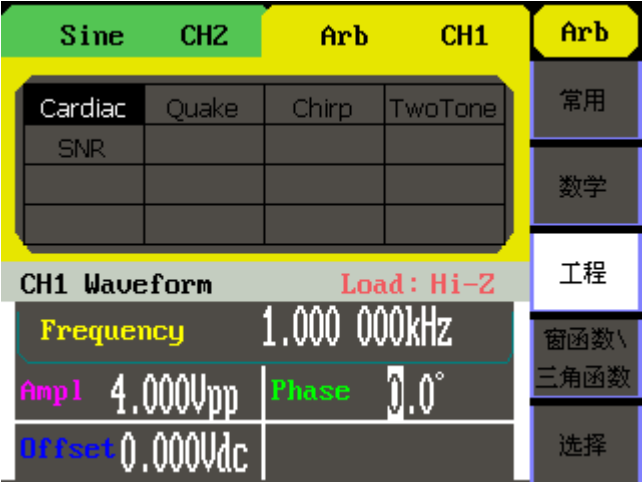 Sine CH2 Arb CH1 Arb
Cardiac Quake Chirp TwoTone
SNR
CH1 Waveform Load: Hi-Z
Frequency 1.000 000kHz
Ampl 4.000Vpp Phase 0.0°
Offset 0.000Vdc
常用
数学
工程
窗函数\
三角函数
选择